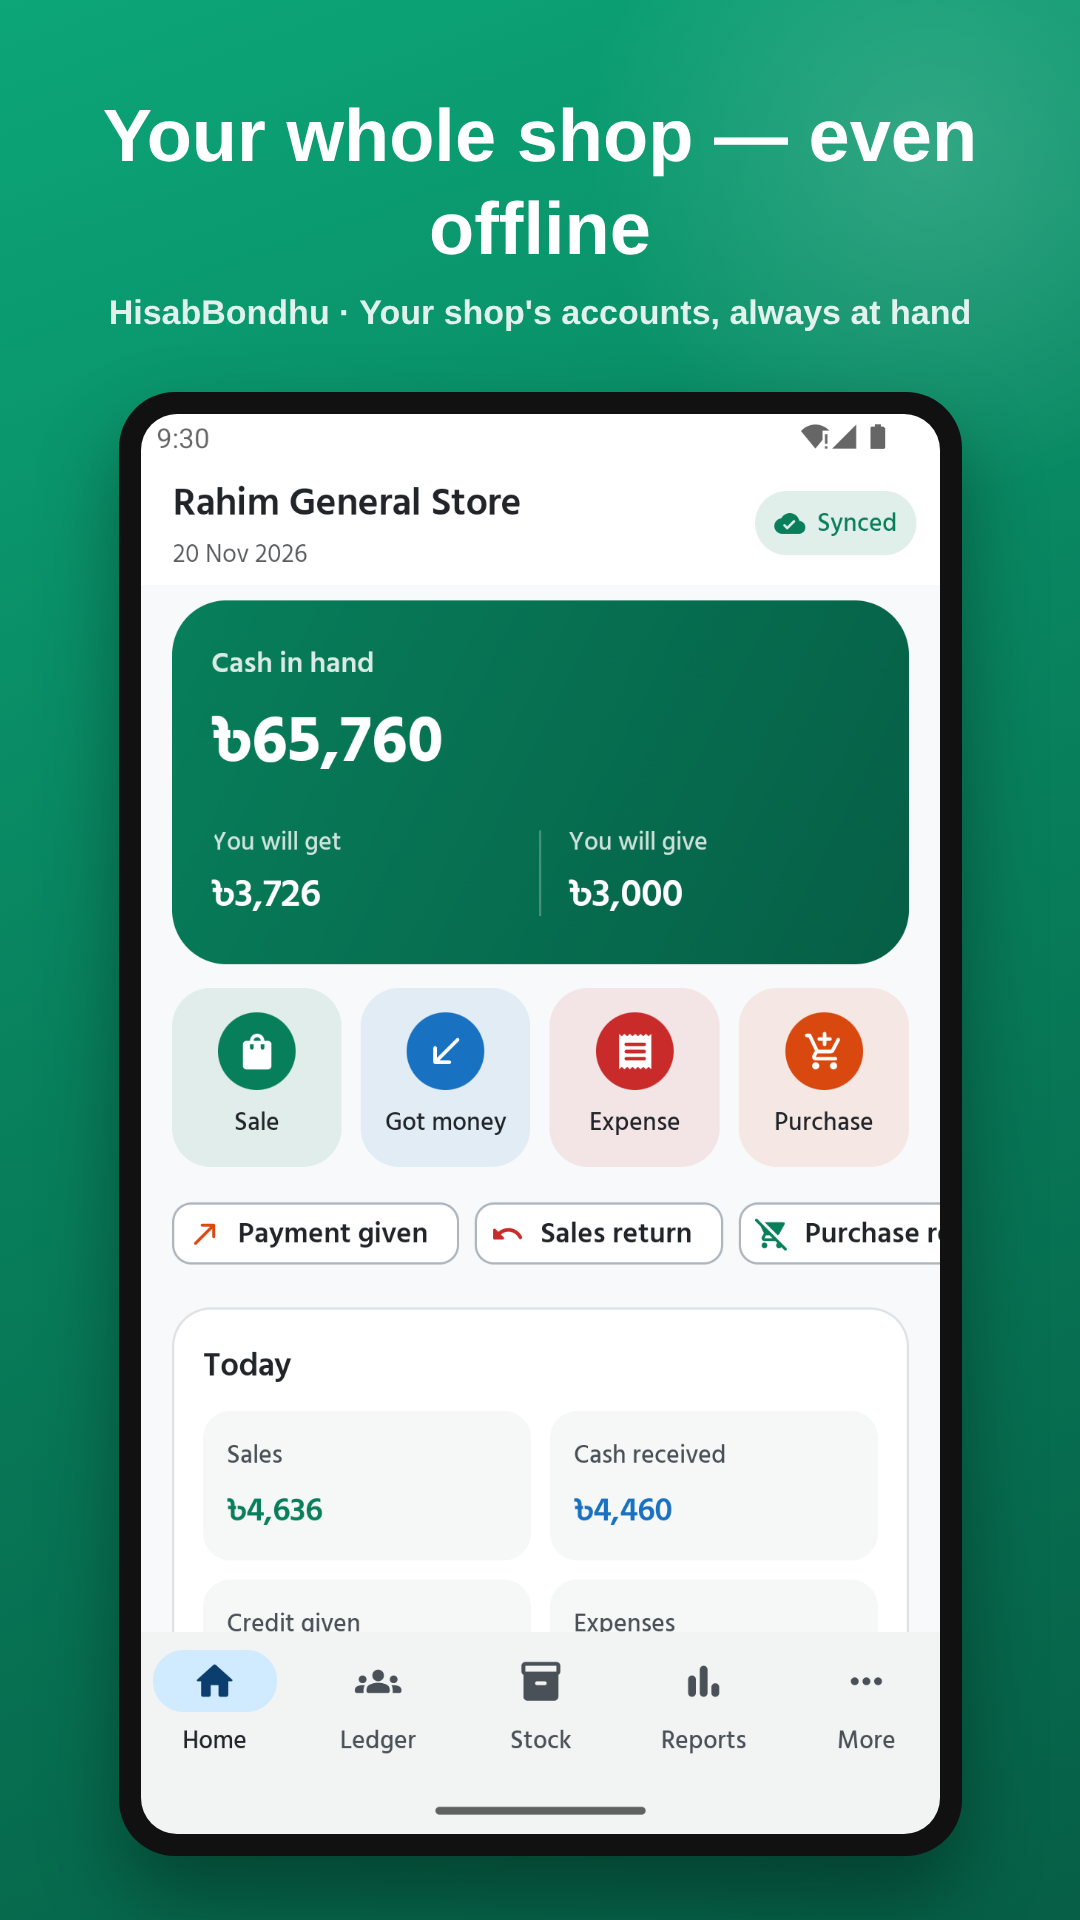 Your whole shop — even
offline
HisabBondhu · Your shop's accounts, always at hand
9:30
Rahim General Store
20 Nov 2026
Synced
Cash in hand
৳65,760
You will get
You will give
৳3,726
৳3,000
Sale
Got money
Expense
Purchase
Payment given
Sales return
Purchase
Today
Sales
Cash received
৳4,636
৳4,460
Credit given
Expenses
Home
Ledger
Stock
Reports
More